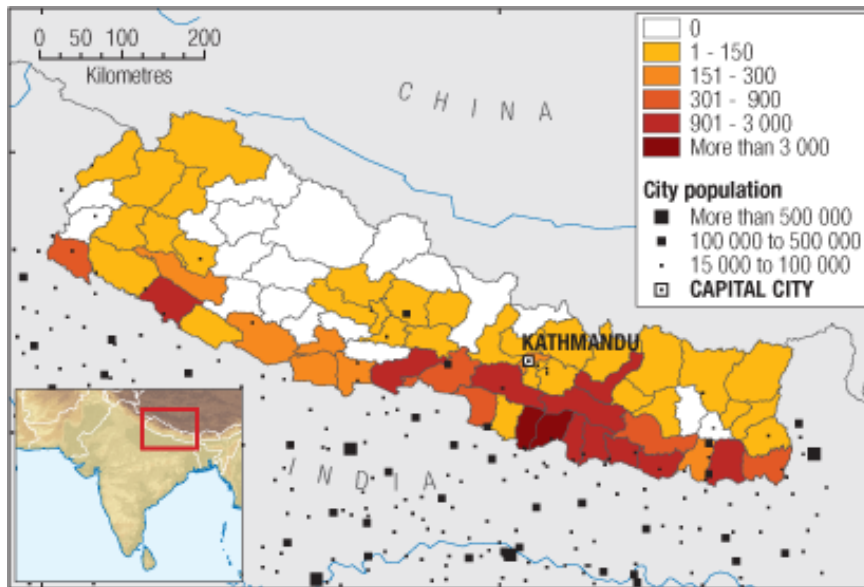 0 50 100 200
Kilometres
CHINA
KATHMANDU
INDIA
0
1 - 150
151 - 300
301 - 900
901 - 3 000
More than 3 000
City population
More than 500 000
100 000 to 500 000
15 000 to 100 000
CAPITAL CITY